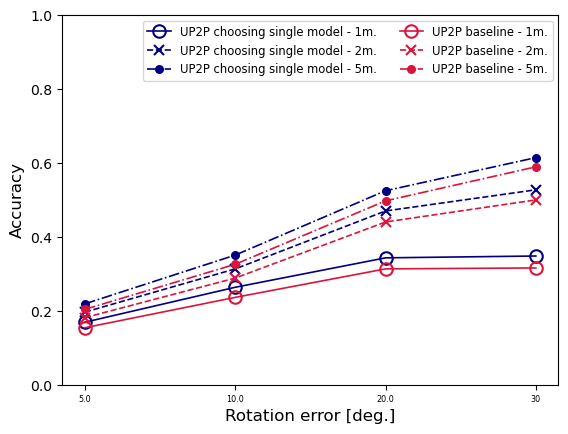 UP2P choosing single model - 1m.
UP2P choosing single model - 2m.
UP2P choosing single model - 5m.
UP2P baseline - 1m.
UP2P baseline - 2m.
UP2P baseline - 5m.
1.0
0.8
0.6
0.4
0.2
0.0
Accuracy
5.0 10.0 20.0 30
Rotation error [deg.]